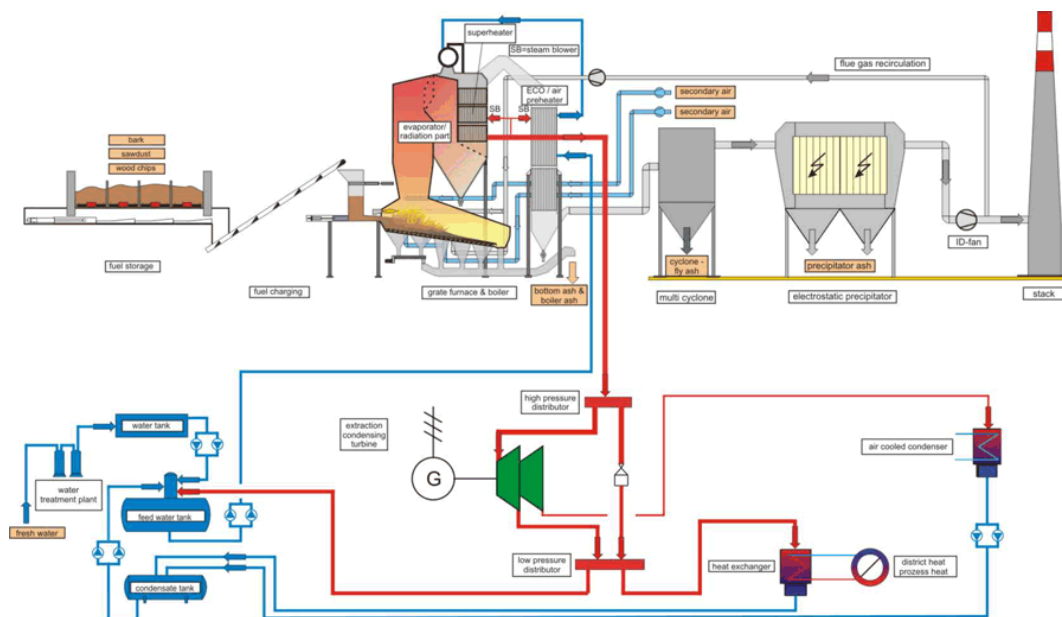 superheater
SB=steam blower
flue gas recirculation
ECO / air
preheater
secondary air
secondary air
SB
SB
bark
sawdust
wood chips
evaporator/
radiation part
fuel storage
fuel charging
grate furnace & boiler
bottom ash &
boiler ash
cyclone -
fly ash
multi cyclone
precipitator ash
electrostatic precipitator
ID-fan
stack
high pressure
distributor
extraction
condensing
turbine
G
air cooled condenser
water tank
water
treatment plant
fresh water
feed water tank
condensate tank
low pressure
distributor
heat exchanger
district heat
prozess heat